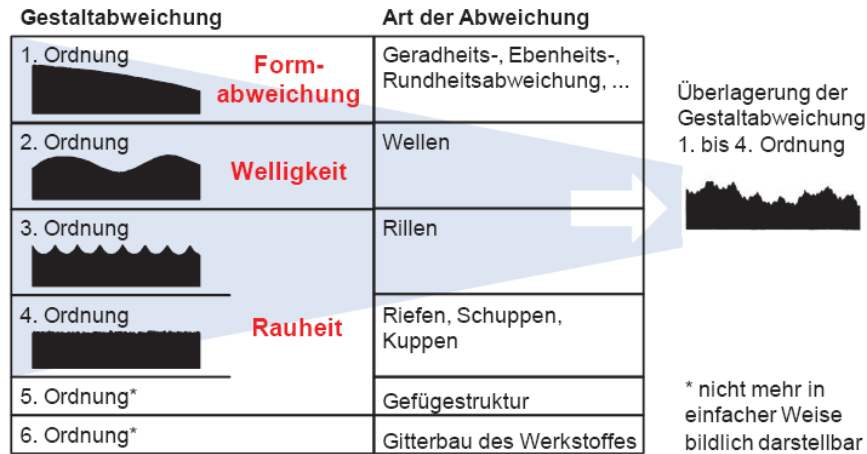 Gestaltabweichung
Art der Abweichung
1. Ordnung
Form-
abweichung
Geradheits-, Ebenheits-,
Rundheitsabweichung, ...
2. Ordnung
Welligkeit
Wellen
3. Ordnung
Rillen
4. Ordnung
Rauheit
Riefen, Schuppen,
Kuppen
5. Ordnung*
Gefügestruktur
6. Ordnung*
Gitterbau des Werkstoffes
Überlagerung der
Gestaltabweichung
1. bis 4. Ordnung
* nicht mehr in
einfacher Weise
bildlich darstellbar